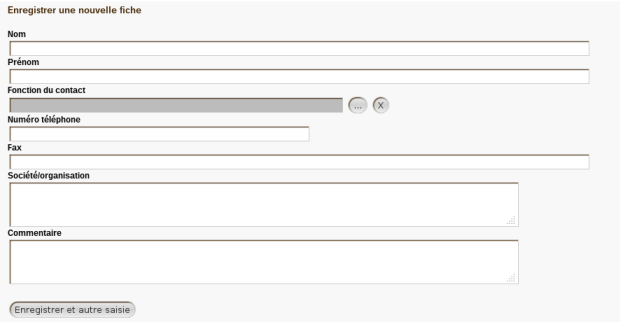 Enregistrer une nouvelle fiche
Nom
Prénom
Fonction du contact
... X
Numéro téléphone
Fax
Société/organisation
Commentaire
Enregistrer et autre saisie